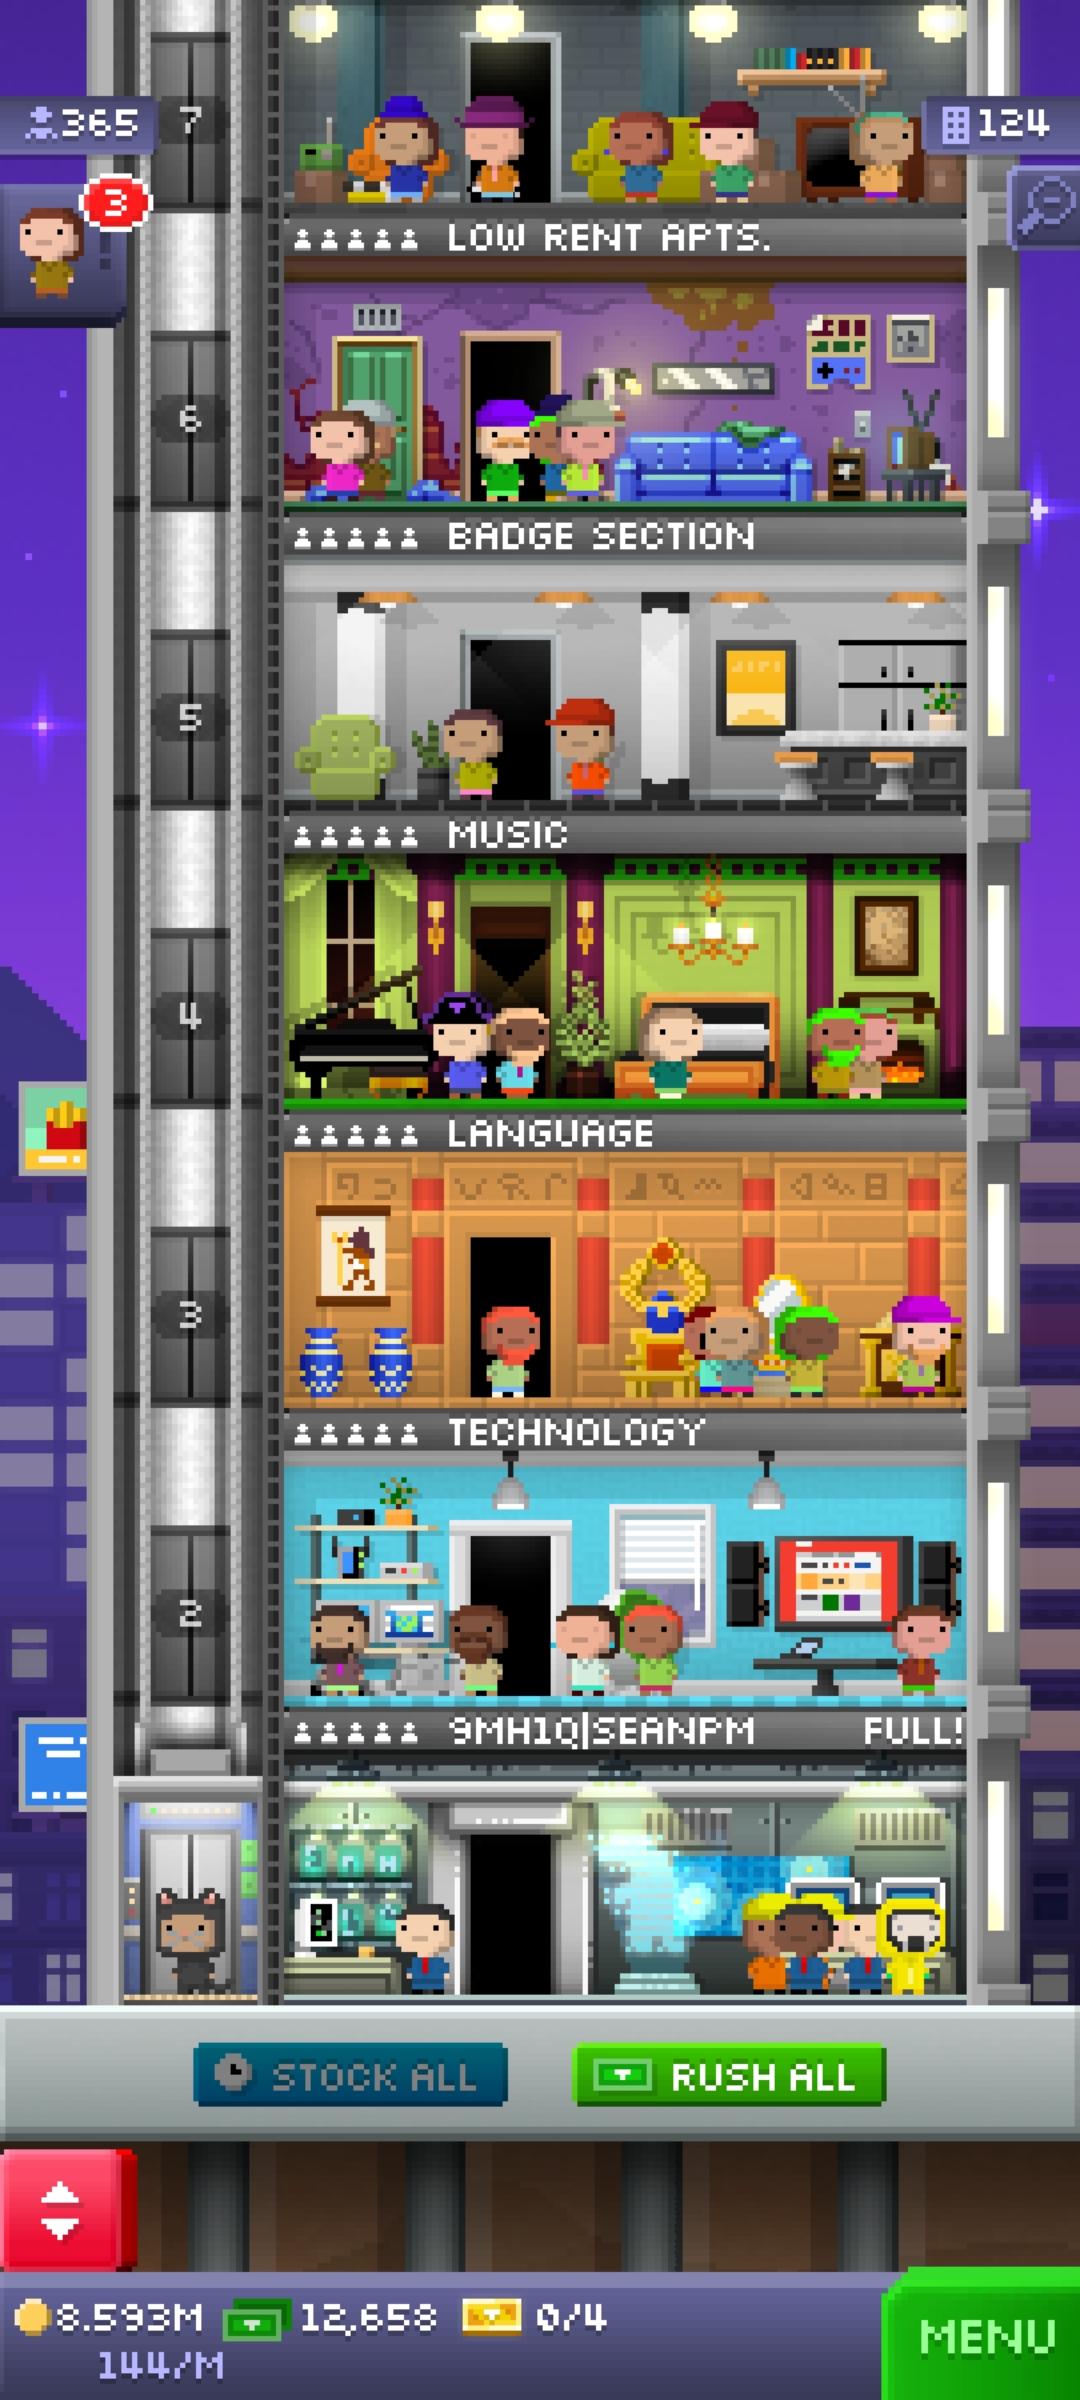 365
7
124
3
LOW RENT APTS.
6
BADGE SECTION
5
MUSIC
4
LANGUAGE
3
TECHNOLOGY
2
9MH1Q|SEANPM FULL!
STOCK ALL
RUSH ALL
8.593M 12,658 0/4
144/M
MENU